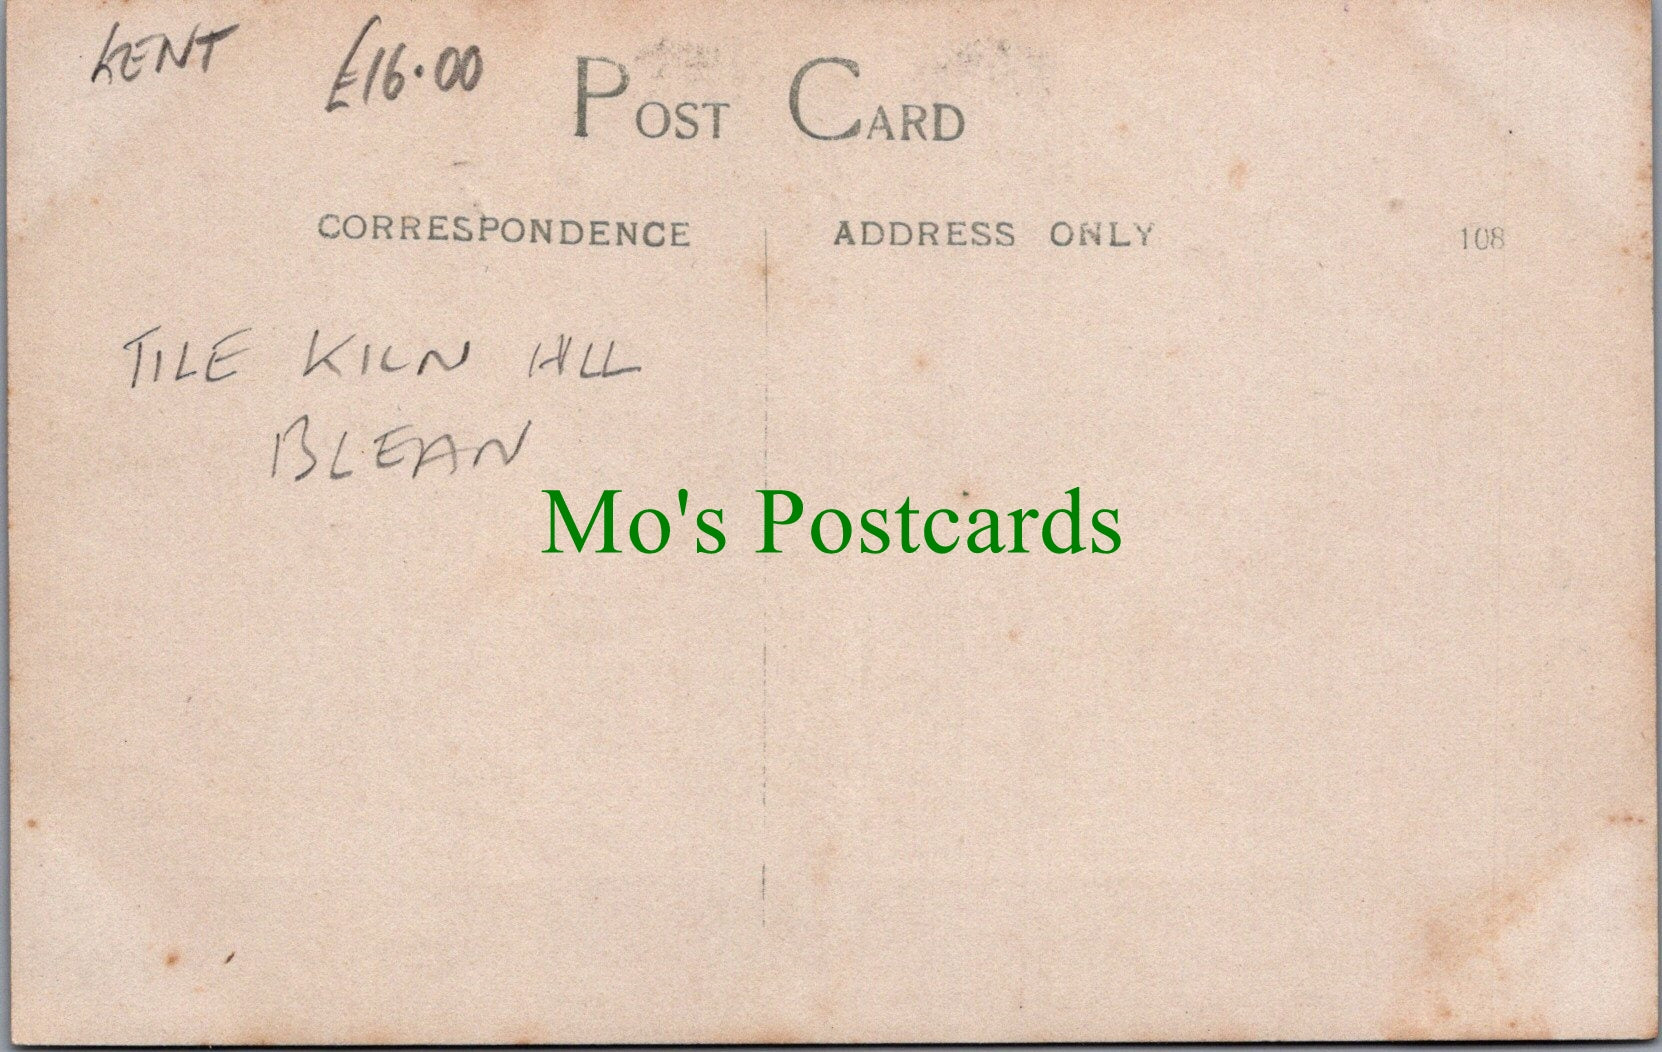 KENT £16.00
POST CARD
CORRESPONDENCE ADDRESS ONLY 108
TILE KILN HILL
BLEAN
Mo's Postcards